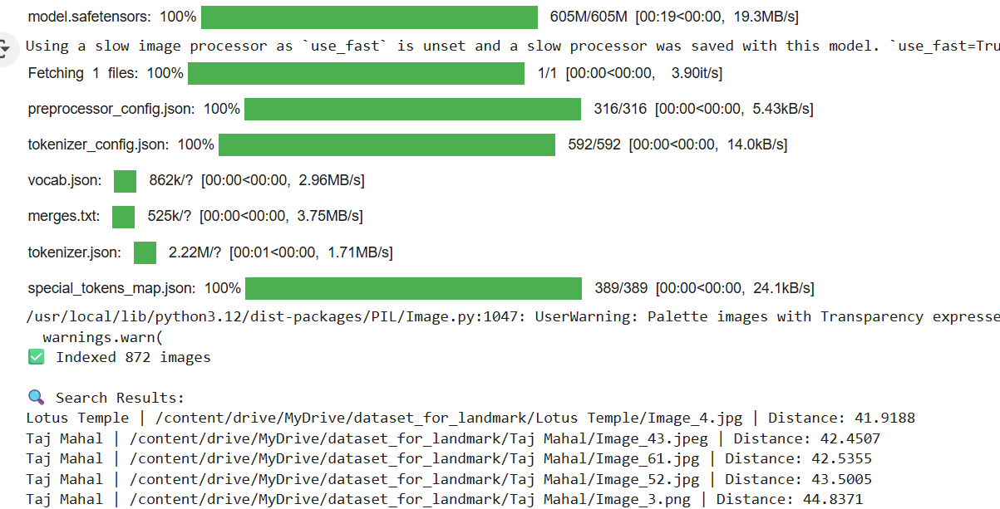 model.safetensors: 100% 605M/605M [00:19<00:00, 19.3MB/s]
Using a slow image processor as `use_fast` is unset and a slow processor was saved with this model. `use_fast=Tru
Fetching 1 files: 100% 1/1 [00:00<00:00, 3.90it/s]
preprocessor_config.json: 100% 316/316 [00:00<00:00, 5.43kB/s]
tokenizer_config.json: 100% 592/592 [00:00<00:00, 14.0kB/s]
vocab.json: 862k/? [00:00<00:00, 2.96MB/s]
merges.txt: 525k/? [00:00<00:00, 3.75MB/s]
tokenizer.json: 2.22M/? [00:01<00:00, 1.71MB/s]
special_tokens_map.json: 100% 389/389 [00:00<00:00, 24.1kB/s]
/usr/local/lib/python3.12/dist-packages/PIL/Image.py:1047: UserWarning: Palette images with Transparency expresse
warnings.warn(
✅ Indexed 872 images
🔍 Search Results:
Lotus Temple | /content/drive/MyDrive/dataset_for_landmark/Lotus Temple/Image_4.jpg | Distance: 41.9188
Taj Mahal | /content/drive/MyDrive/dataset_for_landmark/Taj Mahal/Image_43.jpeg | Distance: 42.4507
Taj Mahal | /content/drive/MyDrive/dataset_for_landmark/Taj Mahal/Image_61.jpg | Distance: 42.5355
Taj Mahal | /content/drive/MyDrive/dataset_for_landmark/Taj Mahal/Image_52.jpg | Distance: 43.5005
Taj Mahal | /content/drive/MyDrive/dataset_for_landmark/Taj Mahal/Image_3.png | Distance: 44.8371